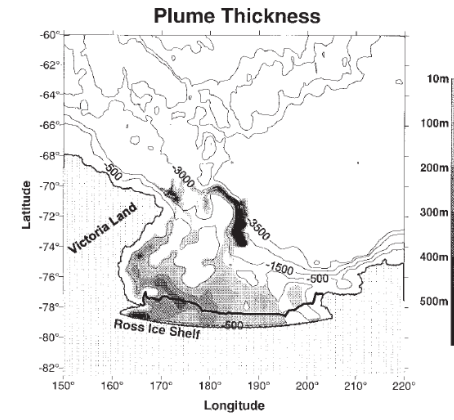 Plume Thickness
-60°
-62°
-64°
-66°
-68°
-70°
-72°
-74°
-76°
-78°
-80°
-82°
Latitude
150° 160° 170° 180° 190° 200° 210° 220°
Longitude
-500
-3000
-3500
-1500
-500
-500
Victoria Land
Ross Ice Shelf
10m
100m
200m
300m
400m
500m